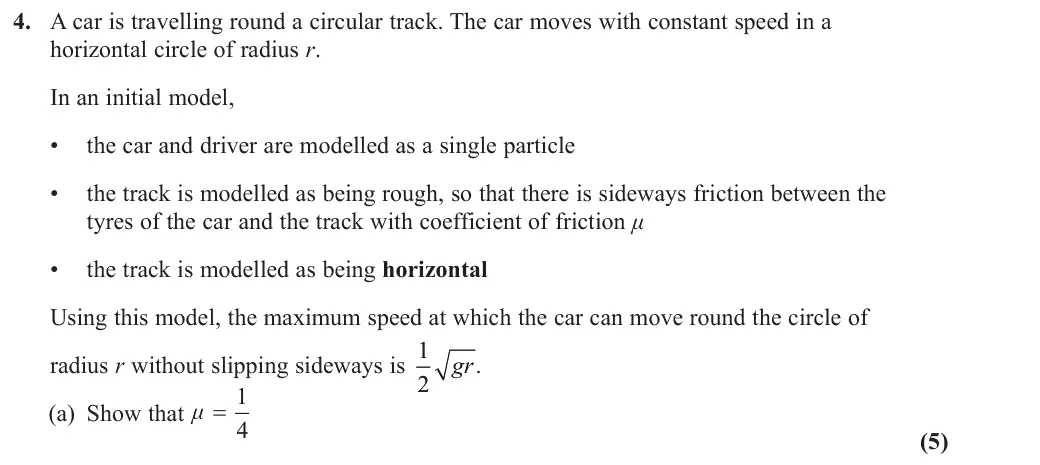 4. A car is travelling round a circular track. The car moves with constant speed in a
horizontal circle of radius r.
In an initial model,
• the car and driver are modelled as a single particle
• the track is modelled as being rough, so that there is sideways friction between the
tyres of the car and the track with coefficient of friction μ
• the track is modelled as being horizontal
Using this model, the maximum speed at which the car can move round the circle of
radius r without slipping sideways is 1/2 √gr.
(a) Show that μ = 1/4
(5)